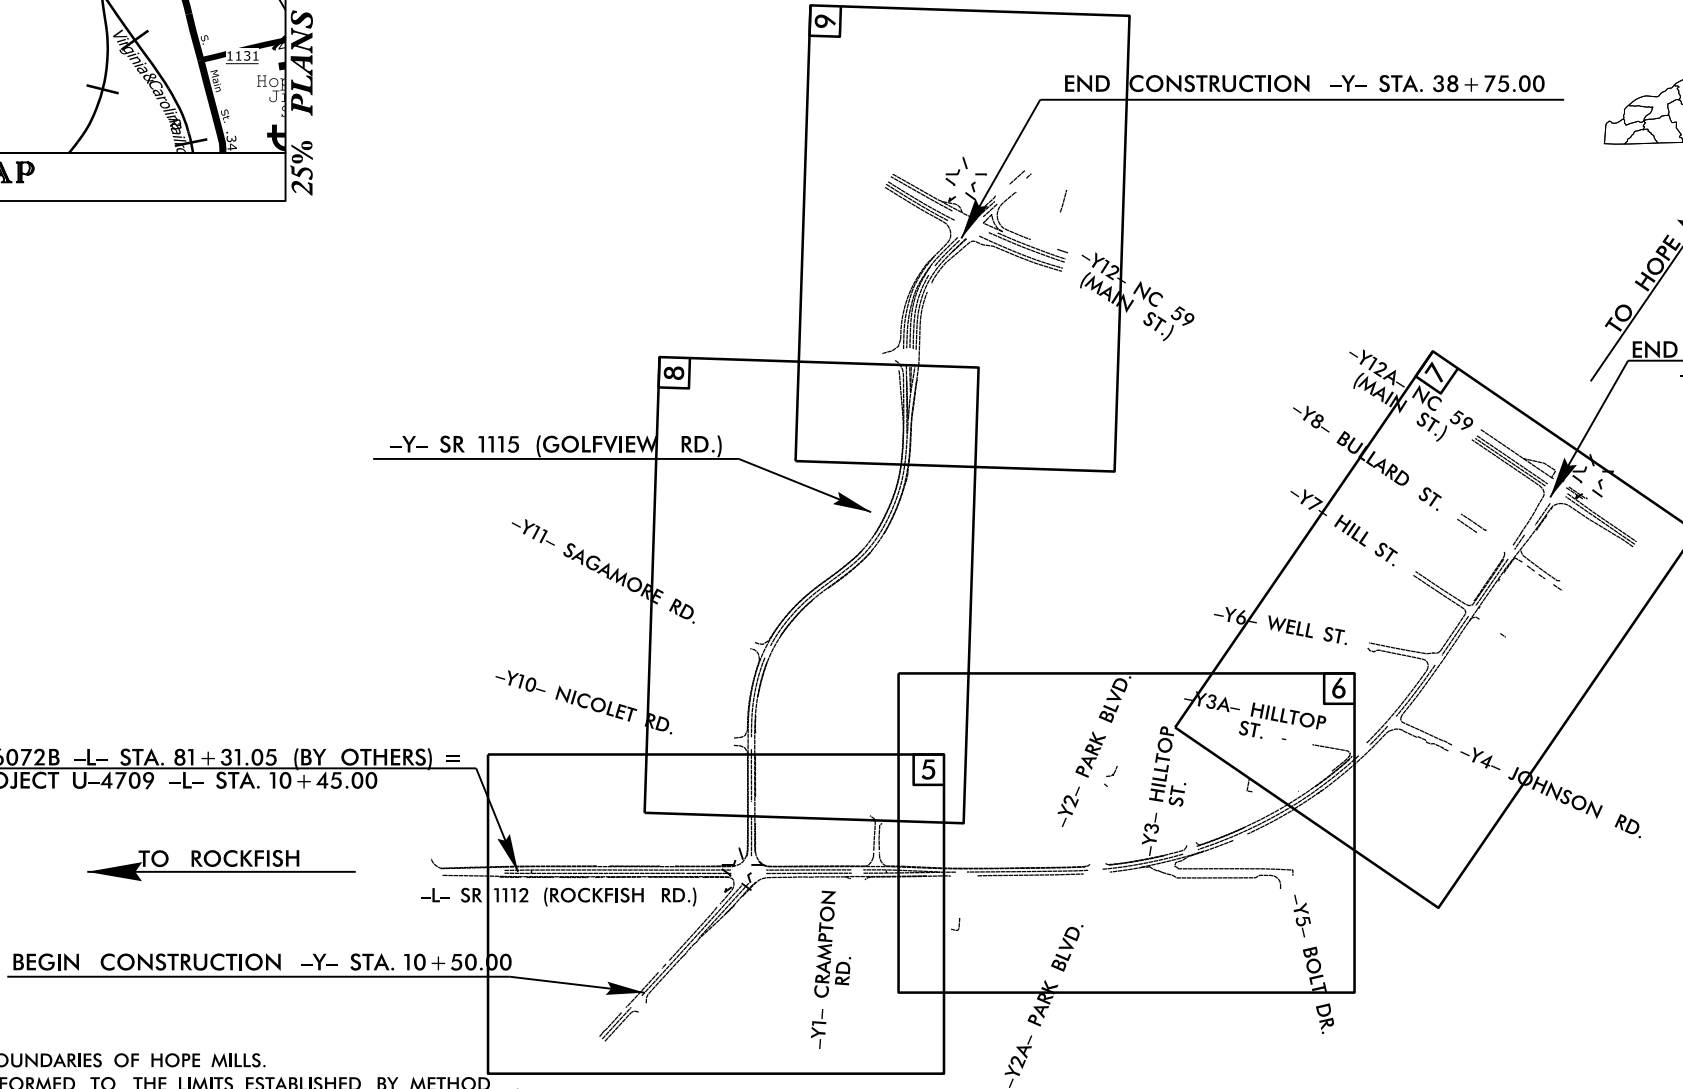 S.
Main
St.
.34
1131
Virginia&Carolina
25% PLANS
9
END CONSTRUCTION –Y– STA. 38+75.00
–Y12– NC 59
(MAIN ST.)
TO HOPE
END
8
–Y– SR 1115 (GOLFVIEW RD.)
–Y11– SAGAMORE RD.
–Y10– NICOLET RD.
7
–Y12A– NC 59
(MAIN ST.)
–Y8– BULLARD ST.
–Y7– HILL ST.
–Y6– WELL ST.
–Y4– JOHNSON RD.
6
–Y3A– HILLTOP
ST.
–Y2– PARK BLVD.
–Y3– HILLTOP
ST.
6072B –L– STA. 81+31.05 (BY OTHERS) =
OJECT U–4709 –L– STA. 10+45.00
5
TO ROCKFISH
–L– SR 1112 (ROCKFISH RD.)
BEGIN CONSTRUCTION –Y– STA. 10+50.00
–Y1– CRAMPTON
RD.
–Y2A– PARK BLVD.
–Y5– BOLT DR.
OUNDARIES OF HOPE MILLS.
FORMED TO THE LIMITS ESTABLISHED BY METHOD